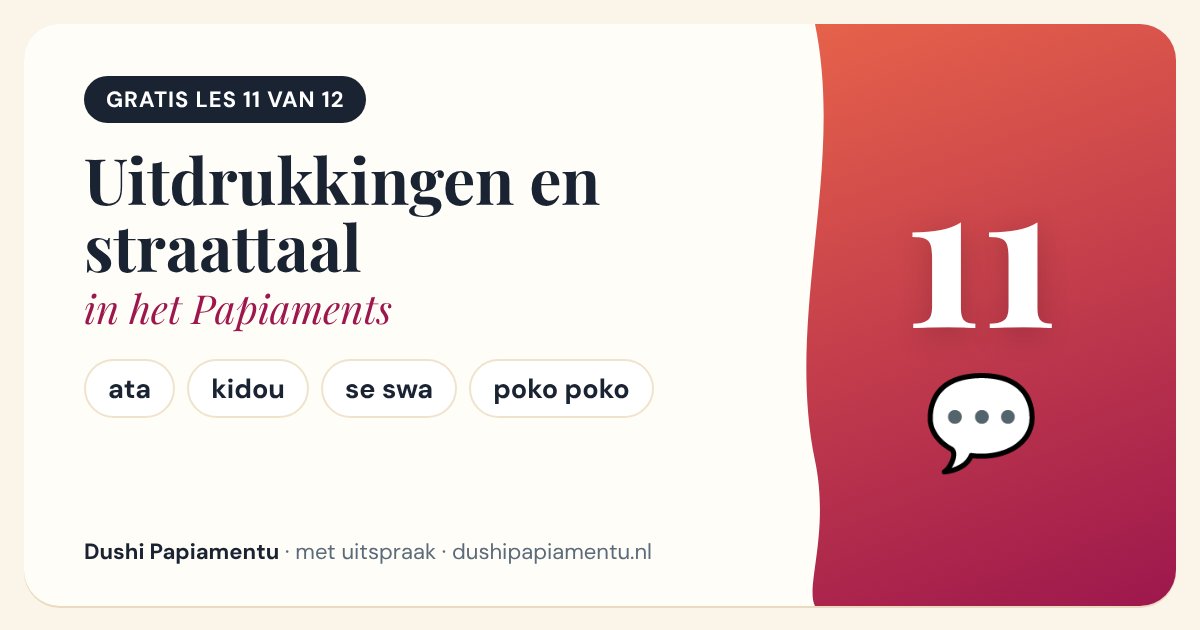 GRATIS LES 11 VAN 12
Uitdrukkingen en
straattaal
in het Papiaments
ata kidou se swa poko poko
Dushi Papiamentu · met uitspraak · dushipapiamentu.nl
11